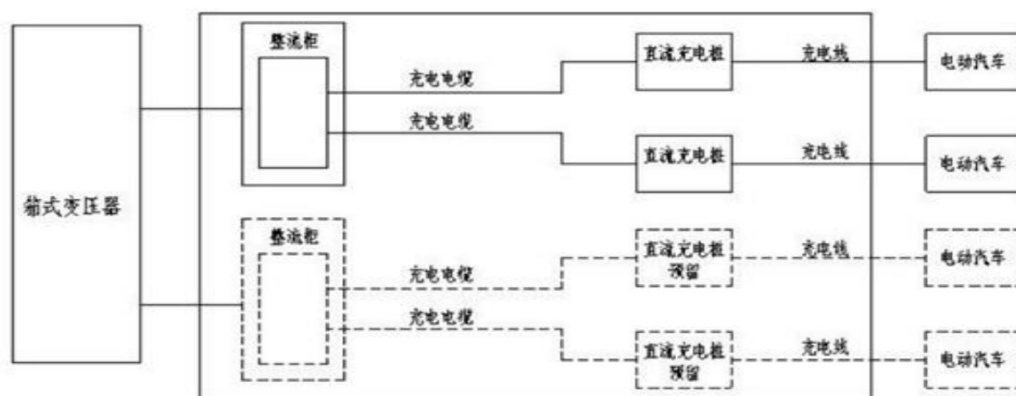 整流柜
充电电缆
直流充电桩
充电线
电动汽车
充电电缆
直流充电桩
充电线
电动汽车
箱式变压器
整流柜
充电电缆
直流充电桩
预留
充电线
电动汽车
充电电缆
直流充电桩
预留
充电线
电动汽车